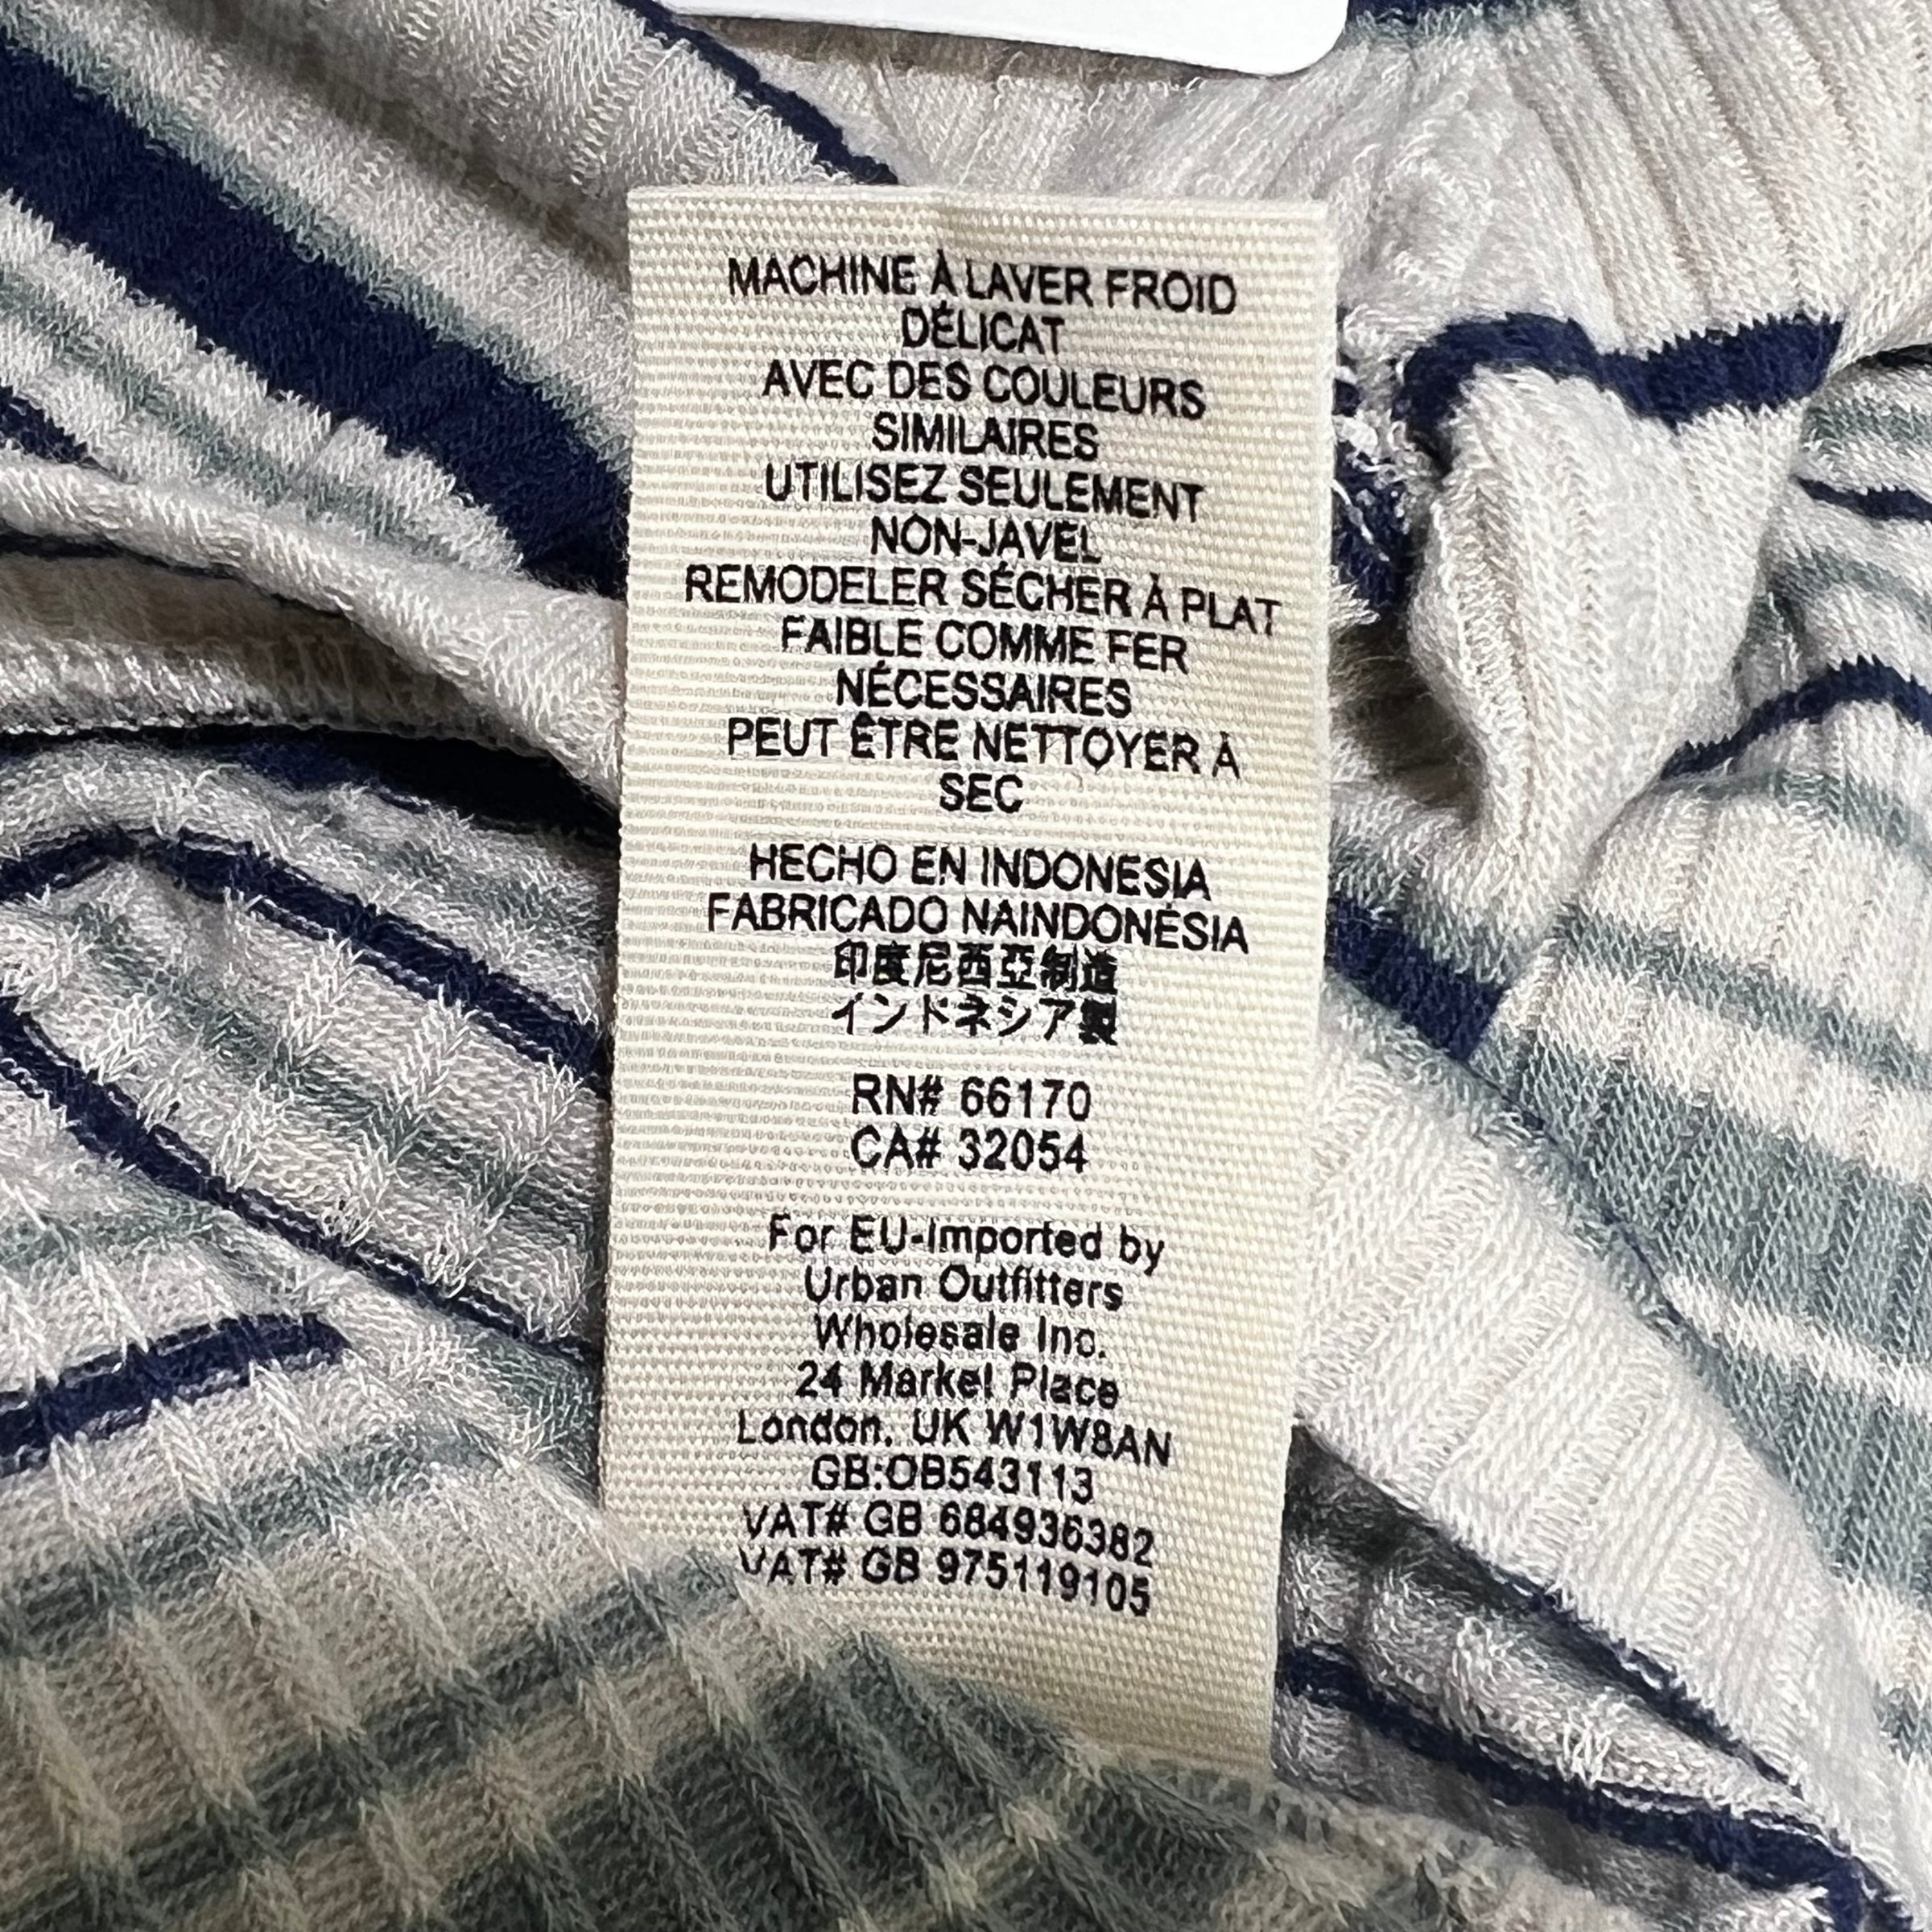 MACHINE À LAVER FROID
DÉLICAT
AVEC DES COULEURS
SIMILAIRES
UTILISEZ SEULEMENT
NON-JAVEL
REMODELER SÉCHER À PLAT
FAIBLE COMME FER
NÉCESSAIRES
PEUT ÊTRE NETTOYER À
SEC
HECHO EN INDONESIA
FABRICADO NAINDONÉSIA
印度尼西亞制造
インドネシア製
RN# 66170
CA# 32054
For EU-Imported by
Urban Outfitters
Wholesale Inc.
24 Market Place
London, UK W1W8AN
GB:OB543113
VAT# GB 684936382
VAT# GB 975119105